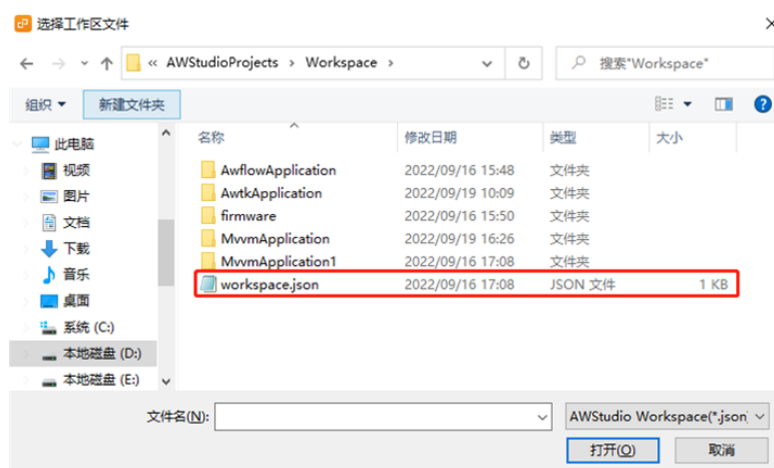 选择工作区文件
« AWStudioProjects › Workspace ›
搜索"Workspace"
组织
新建文件夹
此电脑
视频
图片
文档
下载
音乐
桌面
系统 (C:)
本地磁盘 (D:)
本地磁盘 (E:)
名称 修改日期 类型 大小
AwflowApplication 2022/09/16 15:48 文件夹
AwtkApplication 2022/09/19 10:09 文件夹
firmware 2022/09/16 15:50 文件夹
MvvmApplication 2022/09/19 16:26 文件夹
MvvmApplication1 2022/09/16 17:08 文件夹
workspace.json 2022/09/16 17:08 JSON 文件 1 KB
文件名(N):
AWStudio Workspace(*.json
打开(O) 取消